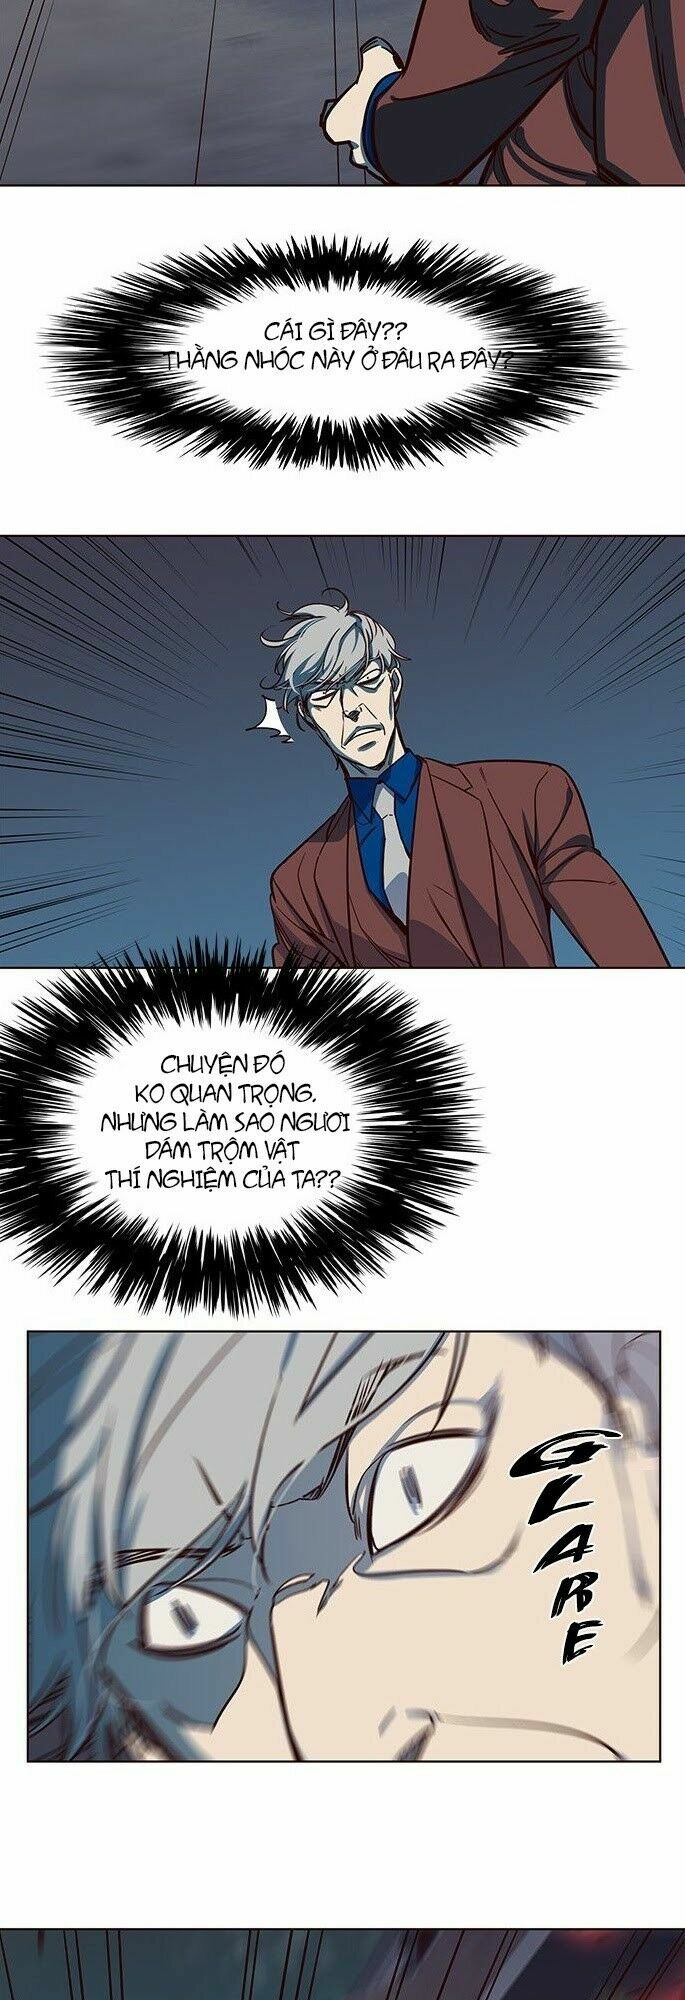 CÁI GÌ ĐÂY??
THẰNG NHÓC NÀY Ở ĐÂU RA ĐÂY?
CHUYỆN ĐÓ
KO QUAN TRỌNG.
NHƯNG LÀM SAO NGƯƠI
DÁM TRỘM VẬT
THÍ NGHIỆM CỦA TA??
GLARE